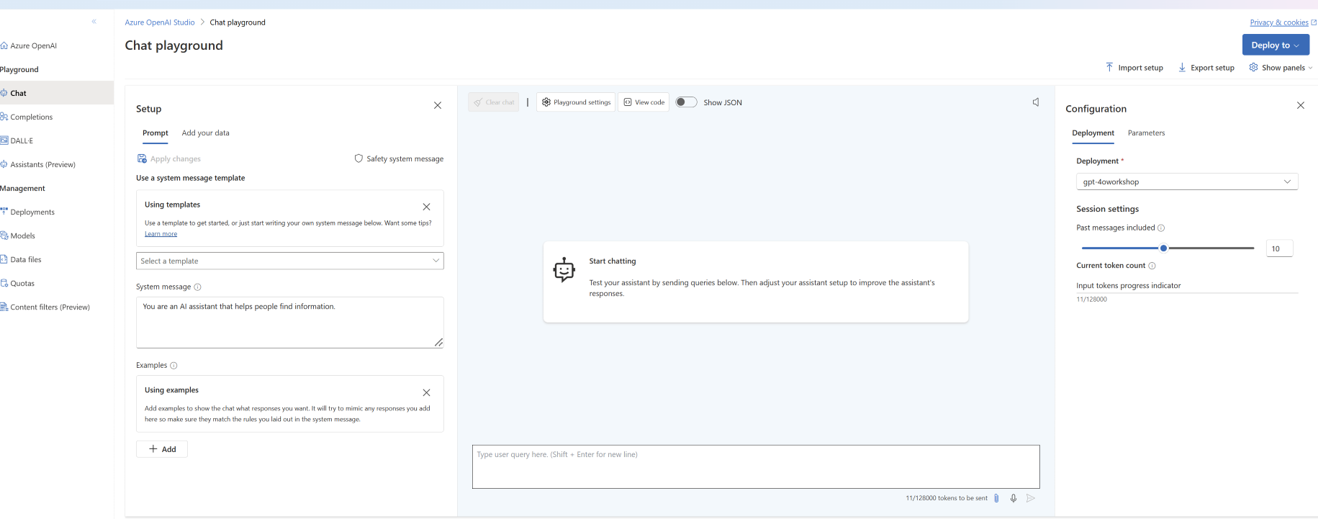 Azure OpenAI Studio > Chat playground
Privacy & cookies
Chat playground
Deploy to
Import setup
Export setup
Show panels
Azure OpenAI
Playground
Chat
Completions
DALL·E
Assistants (Preview)
Management
Deployments
Models
Data files
Quotas
Content filters (Preview)
Setup
Prompt
Add your data
Apply changes
Safety system message
Use a system message template
Using templates
Use a template to get started, or just start writing your own system message below. Want some tips?
Learn more
Select a template
System message
You are an AI assistant that helps people find information.
Examples
Using examples
Add examples to show the chat what responses you want. It will try to mimic any responses you add
here so make sure they match the rules you laid out in the system message.
+ Add
Clear chat
Playground settings
View code
Show JSON
Start chatting
Test your assistant by sending queries below. Then adjust your assistant setup to improve the assistant's
responses.
Type user query here. (Shift + Enter for new line)
11/128000 tokens to be sent
Configuration
Deployment
Parameters
Deployment *
gpt-4oworkshop
Session settings
Past messages included
10
Current token count
Input tokens progress indicator
11/128000